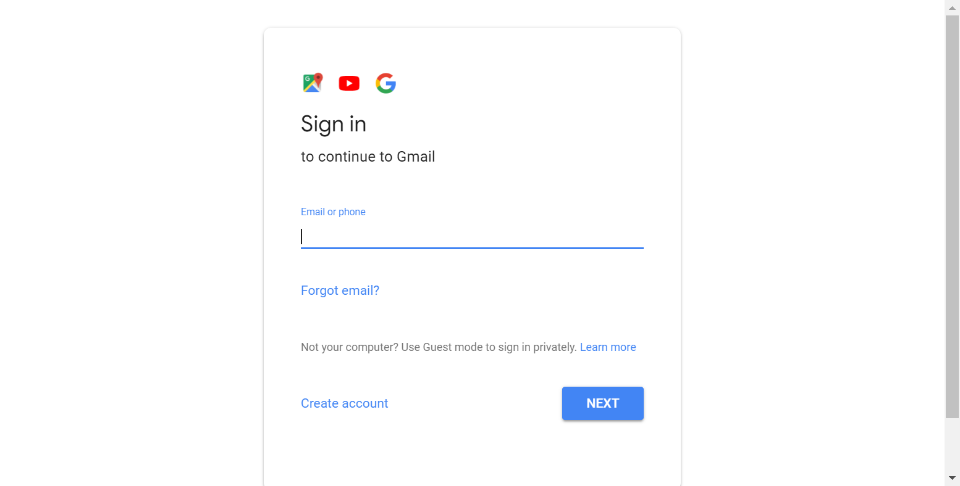 Sign in
to continue to Gmail
Email or phone
Forgot email?
Not your computer? Use Guest mode to sign in privately. Learn more
Create account
NEXT